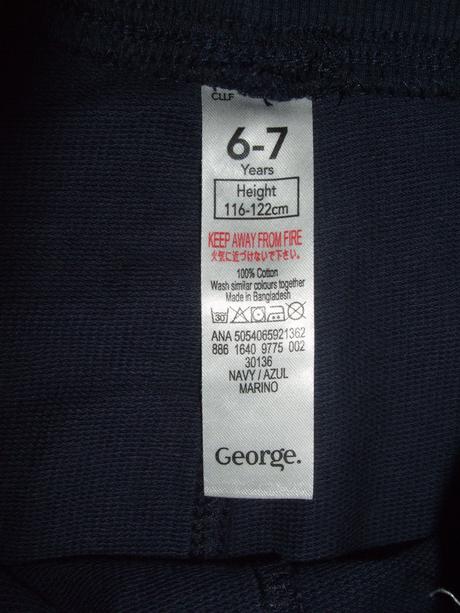 CLLF
6-7
Years
Height
116-122cm
KEEP AWAY FROM FIRE
火気に近づけないで下さい。
100% Cotton
Wash similar colours together
Made in Bangladesh
30
ANA 5054065921362
886 1640 9775 002
30136
NAVY / AZUL
MARINO
George.